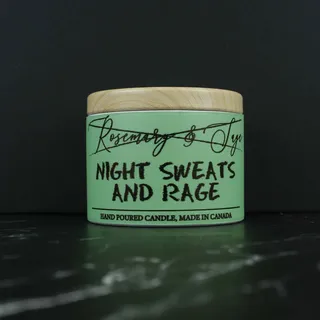 Rosemary & Sage
NIGHT SWEATS
AND RAGE
HAND POURED CANDLE, MADE IN CANADA